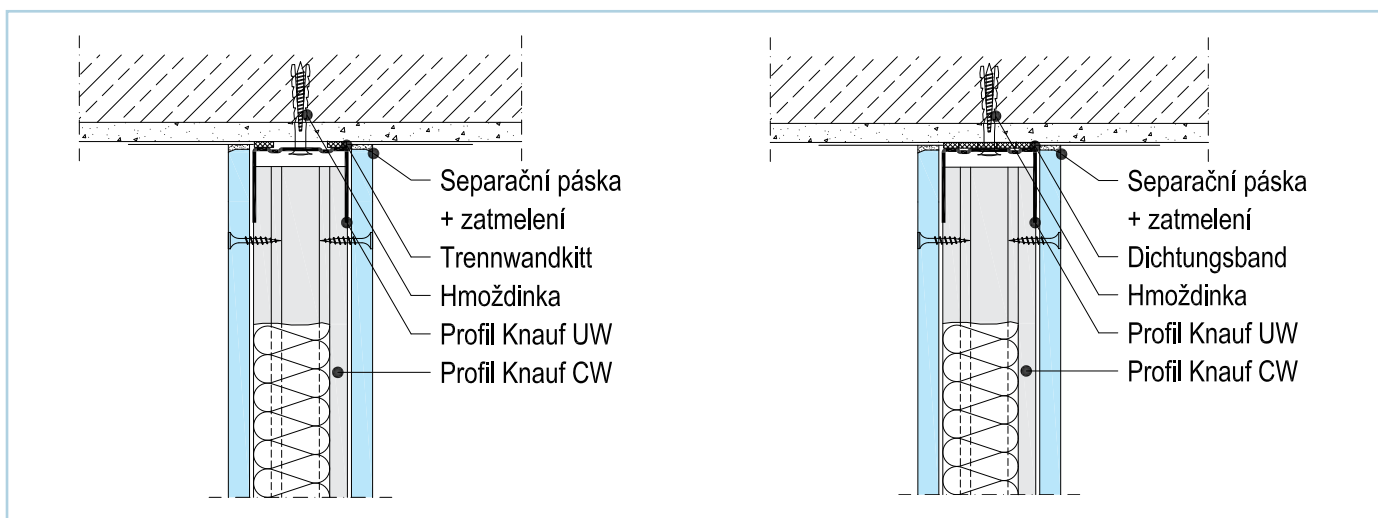 Separační páska
+ zatmelení
Trennwandkitt
Hmoždinka
Profil Knauf UW
Profil Knauf CW
Separační páska
+ zatmelení
Dichtungsband
Hmoždinka
Profil Knauf UW
Profil Knauf CW